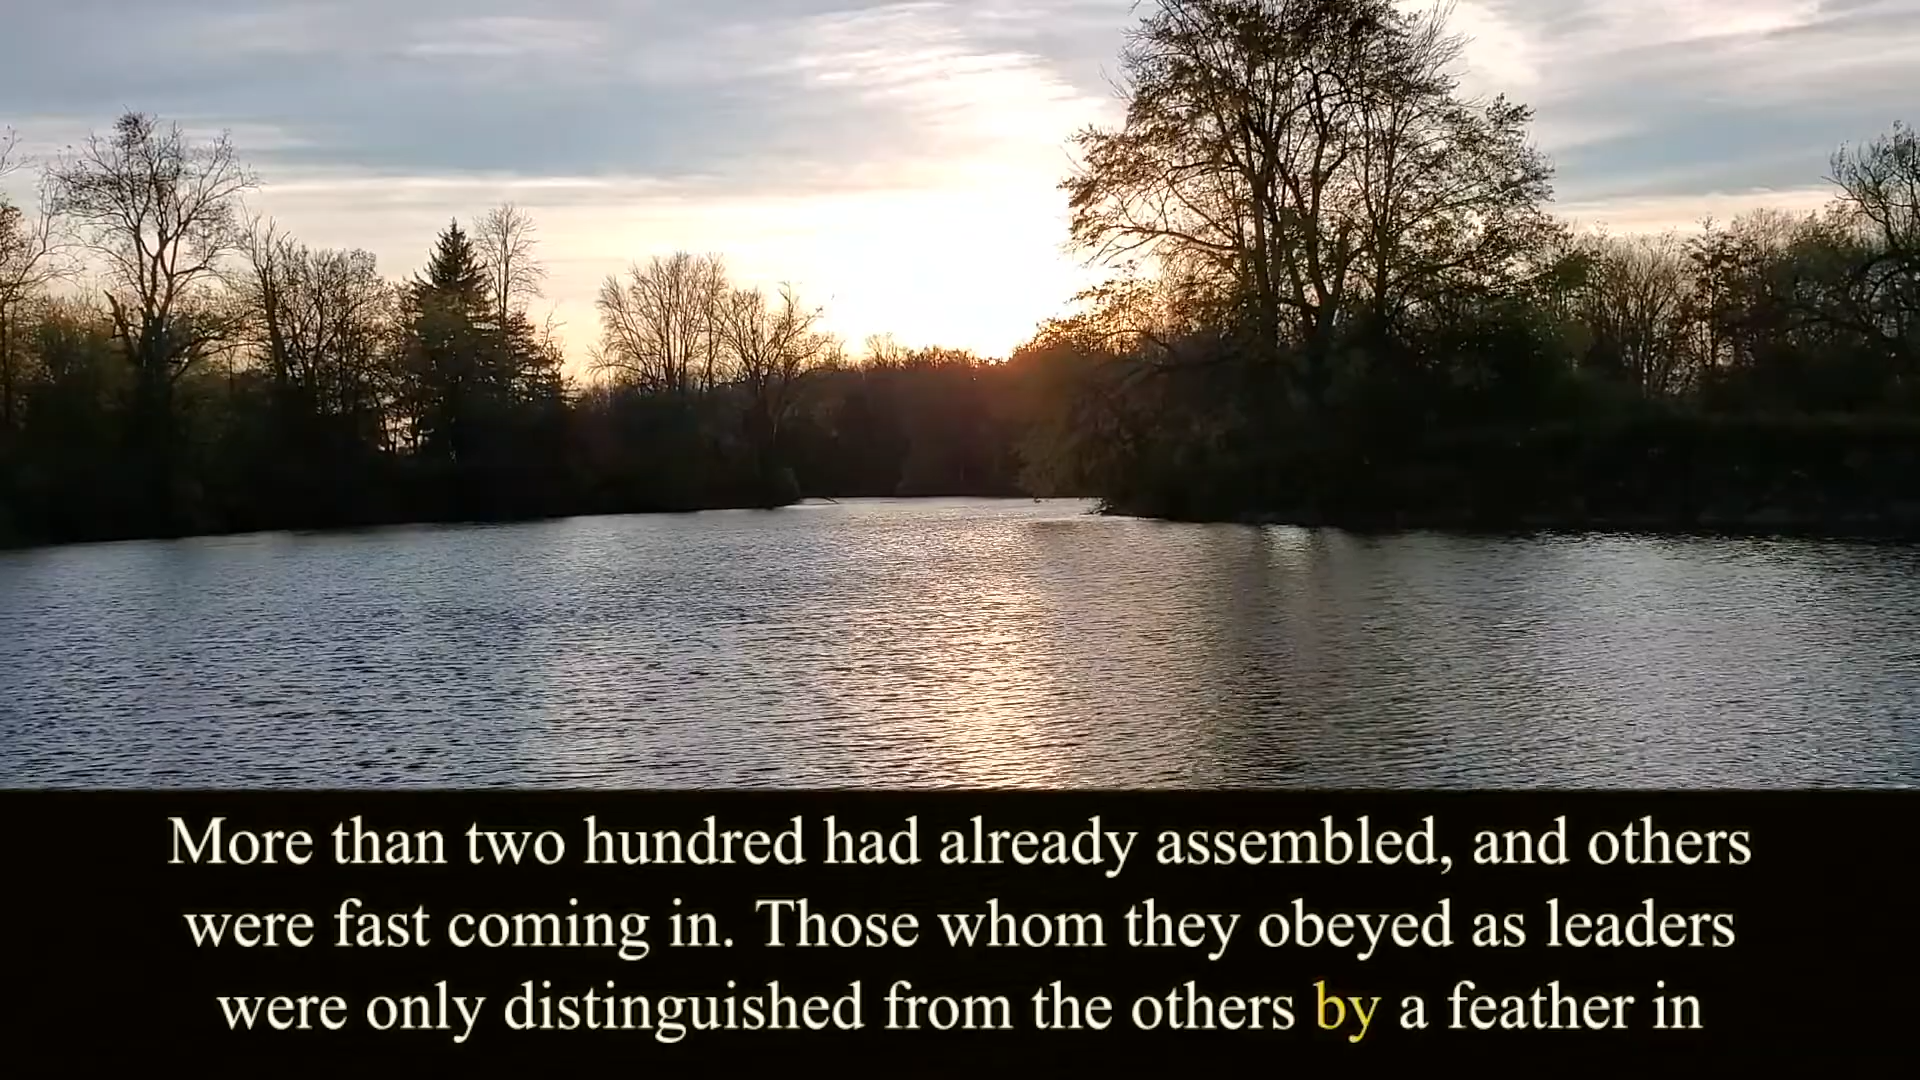 More than two hundred had already assembled, and others
were fast coming in. Those whom they obeyed as leaders
were only distinguished from the others by a feather in